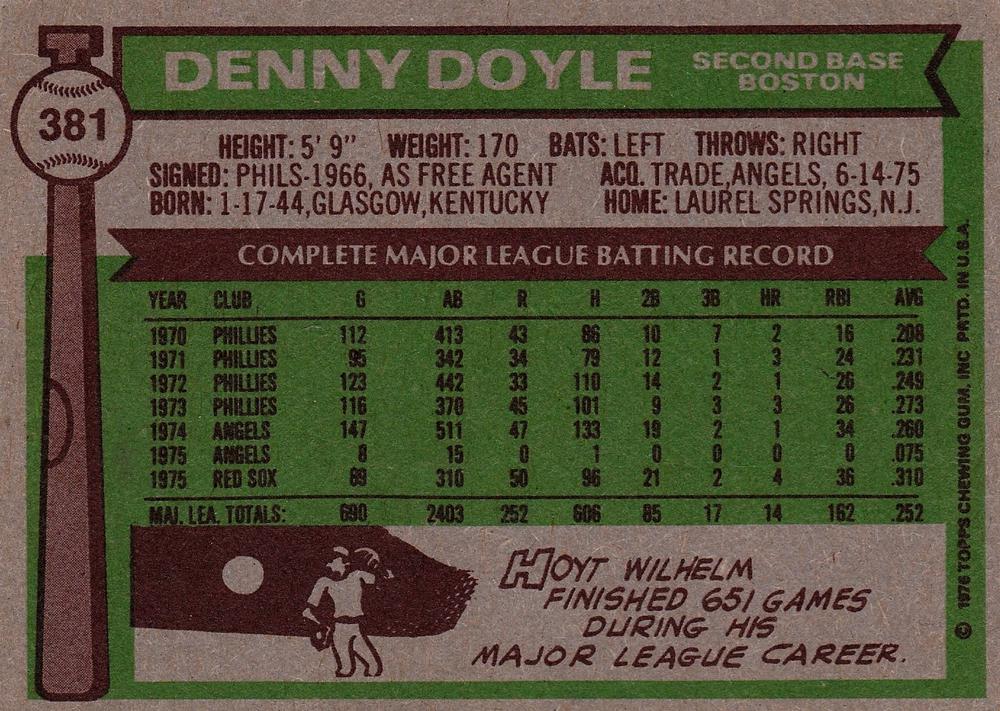 DENNY DOYLE
SECOND BASE
BOSTON
381
HEIGHT: 5' 9" WEIGHT: 170 BATS: LEFT THROWS: RIGHT
SIGNED: PHILS-1966, AS FREE AGENT ACQ. TRADE, ANGELS, 6-14-75
BORN: 1-17-44, GLASGOW, KENTUCKY HOME: LAUREL SPRINGS, N.J.
COMPLETE MAJOR LEAGUE BATTING RECORD
YEAR CLUB G AB R H 2B 3B HR RBI AVG
1970 PHILLIES 112 413 43 86 10 7 2 16 .208
1971 PHILLIES 95 342 34 79 12 1 3 24 .231
1972 PHILLIES 123 442 33 110 14 2 1 26 .249
1973 PHILLIES 116 370 45 101 9 3 3 26 .273
1974 ANGELS 147 511 47 133 19 2 1 34 .260
1975 ANGELS 8 15 0 1 0 0 0 0 .075
1975 RED SOX 89 310 50 96 21 2 4 36 .310
MAJ. LEA. TOTALS: 690 2403 252 606 85 17 14 162 .252
HOYT WILHELM
FINISHED 651 GAMES
DURING HIS
MAJOR LEAGUE CAREER.
© 1976 TOPPS CHEWING GUM, INC PRTD. IN U.S.A.